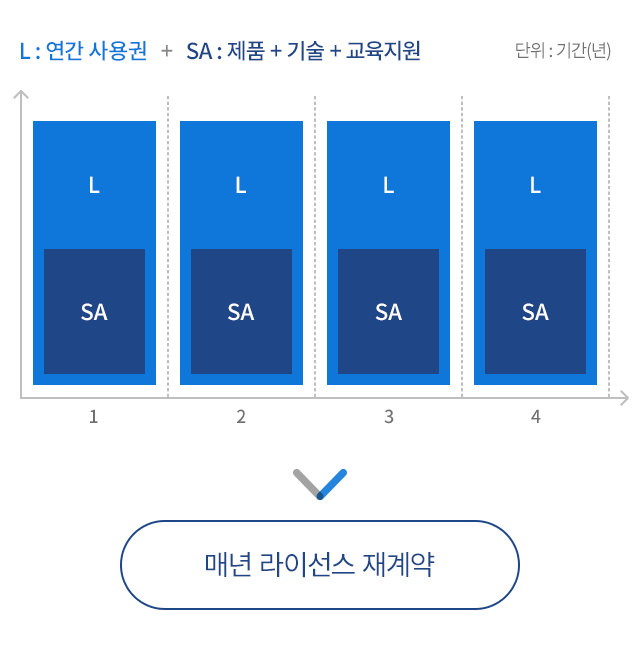 L : 연간 사용권 + SA : 제품 + 기술 + 교육지원 단위 : 기간(년)
L L L L
SA SA SA SA
1 2 3 4
매년 라이선스 재계약